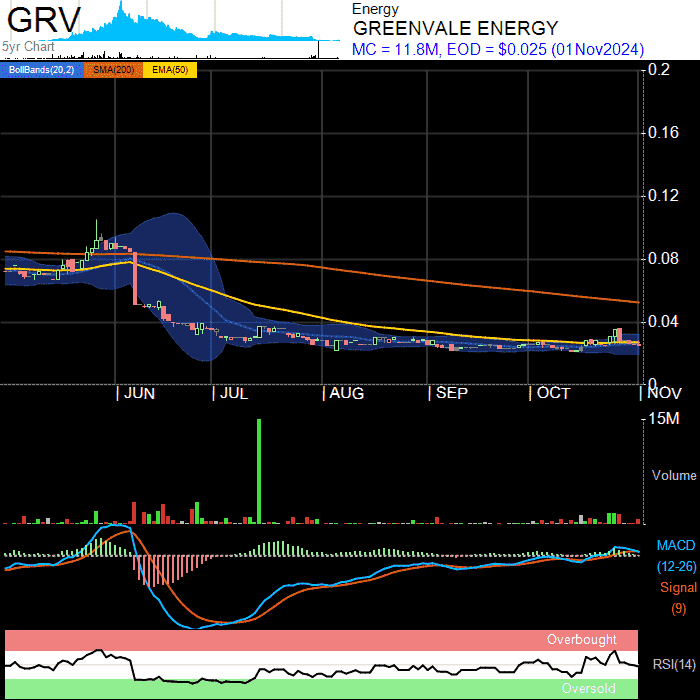 GRV
5yr Chart
Energy
GREENVALE ENERGY
MC = 11.8M, EOD = $0.025 (01Nov2024)
BollBands(20,2) SMA(200) EMA(50)
0.2
0.16
0.12
0.08
0.04
0
JUN JUL AUG SEP OCT NOV
15M
Volume
MACD
(12-26)
Signal
(9)
Overbought
RSI(14)
Oversold